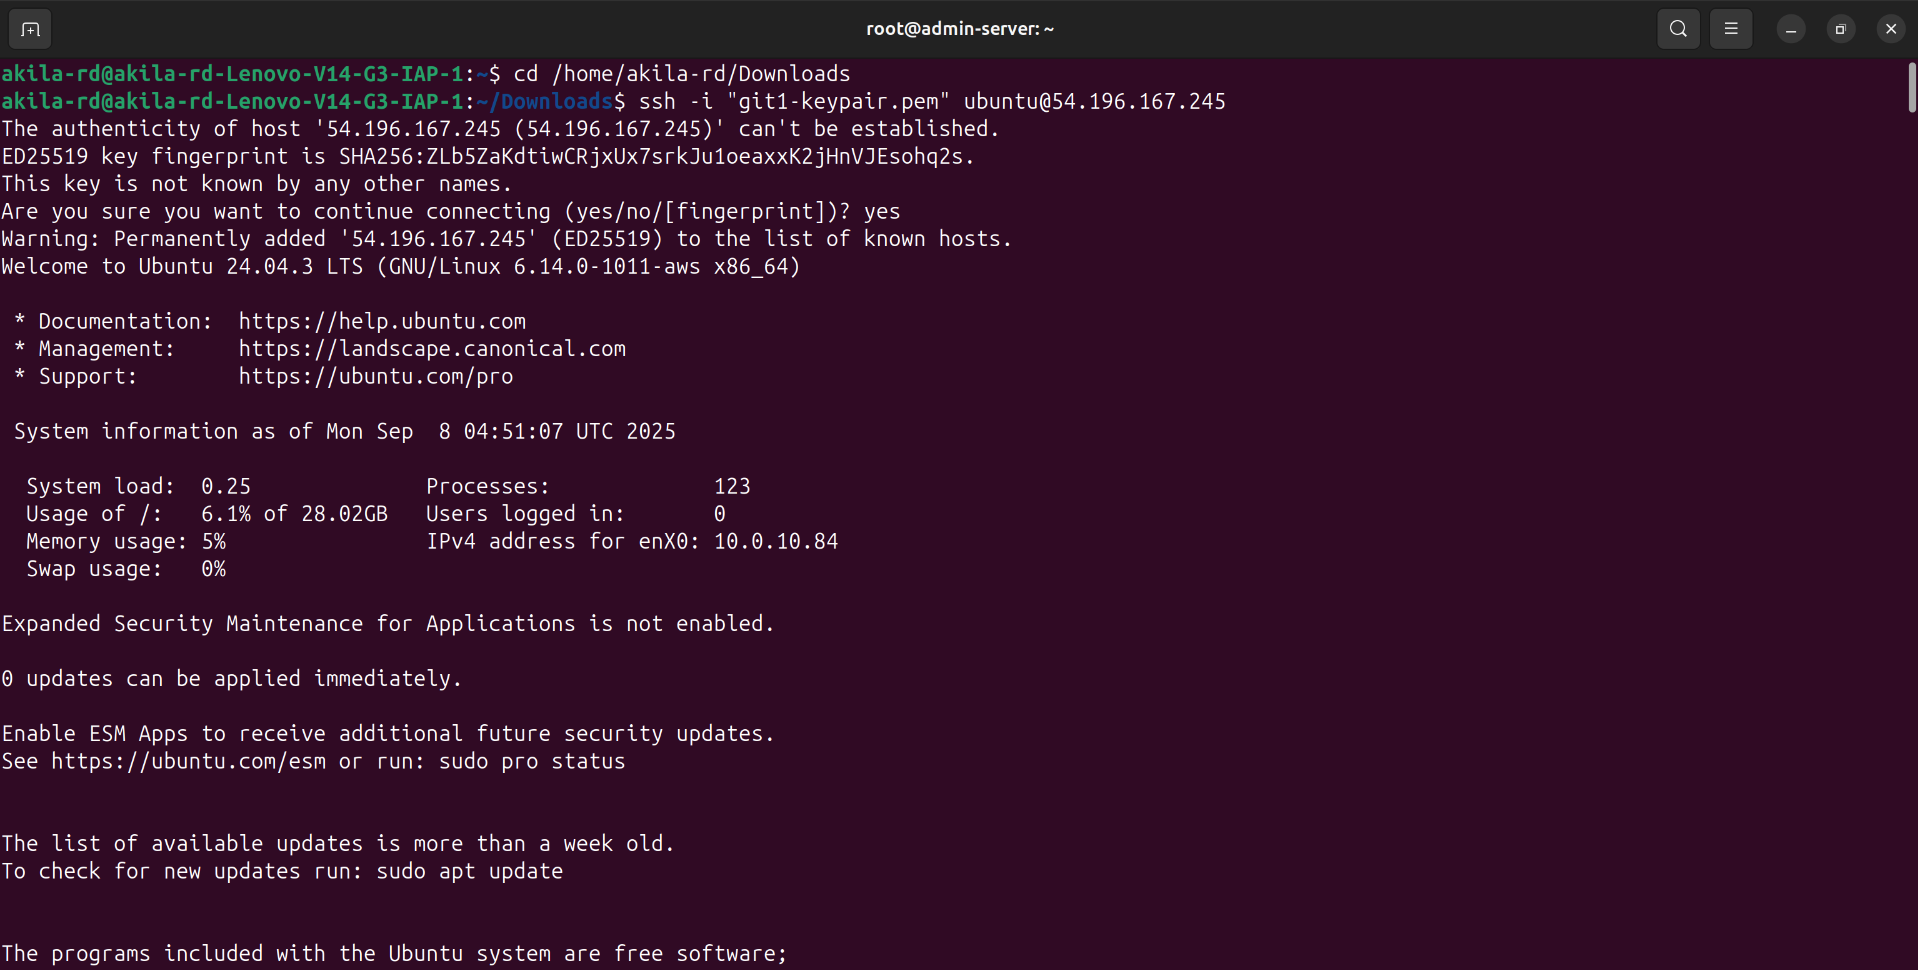 root@admin-server: ~
akila-rd@akila-rd-Lenovo-V14-G3-IAP-1:~$ cd /home/akila-rd/Downloads
akila-rd@akila-rd-Lenovo-V14-G3-IAP-1:~/Downloads$ ssh -i "git1-keypair.pem" ubuntu@54.196.167.245
The authenticity of host '54.196.167.245 (54.196.167.245)' can't be established.
ED25519 key fingerprint is SHA256:ZLb5ZaKdtiwCRjxUx7srkJu1oeaxxK2jHnVJEsohq2s.
This key is not known by any other names.
Are you sure you want to continue connecting (yes/no/[fingerprint])? yes
Warning: Permanently added '54.196.167.245' (ED25519) to the list of known hosts.
Welcome to Ubuntu 24.04.3 LTS (GNU/Linux 6.14.0-1011-aws x86_64)
* Documentation:  https://help.ubuntu.com
* Management:     https://landscape.canonical.com
* Support:        https://ubuntu.com/pro
System information as of Mon Sep  8 04:51:07 UTC 2025
System load:  0.25              Processes:             123
Usage of /:   6.1% of 28.02GB   Users logged in:       0
Memory usage: 5%                IPv4 address for enX0: 10.0.10.84
Swap usage:   0%
Expanded Security Maintenance for Applications is not enabled.
0 updates can be applied immediately.
Enable ESM Apps to receive additional future security updates.
See https://ubuntu.com/esm or run: sudo pro status
The list of available updates is more than a week old.
To check for new updates run: sudo apt update
The programs included with the Ubuntu system are free software;